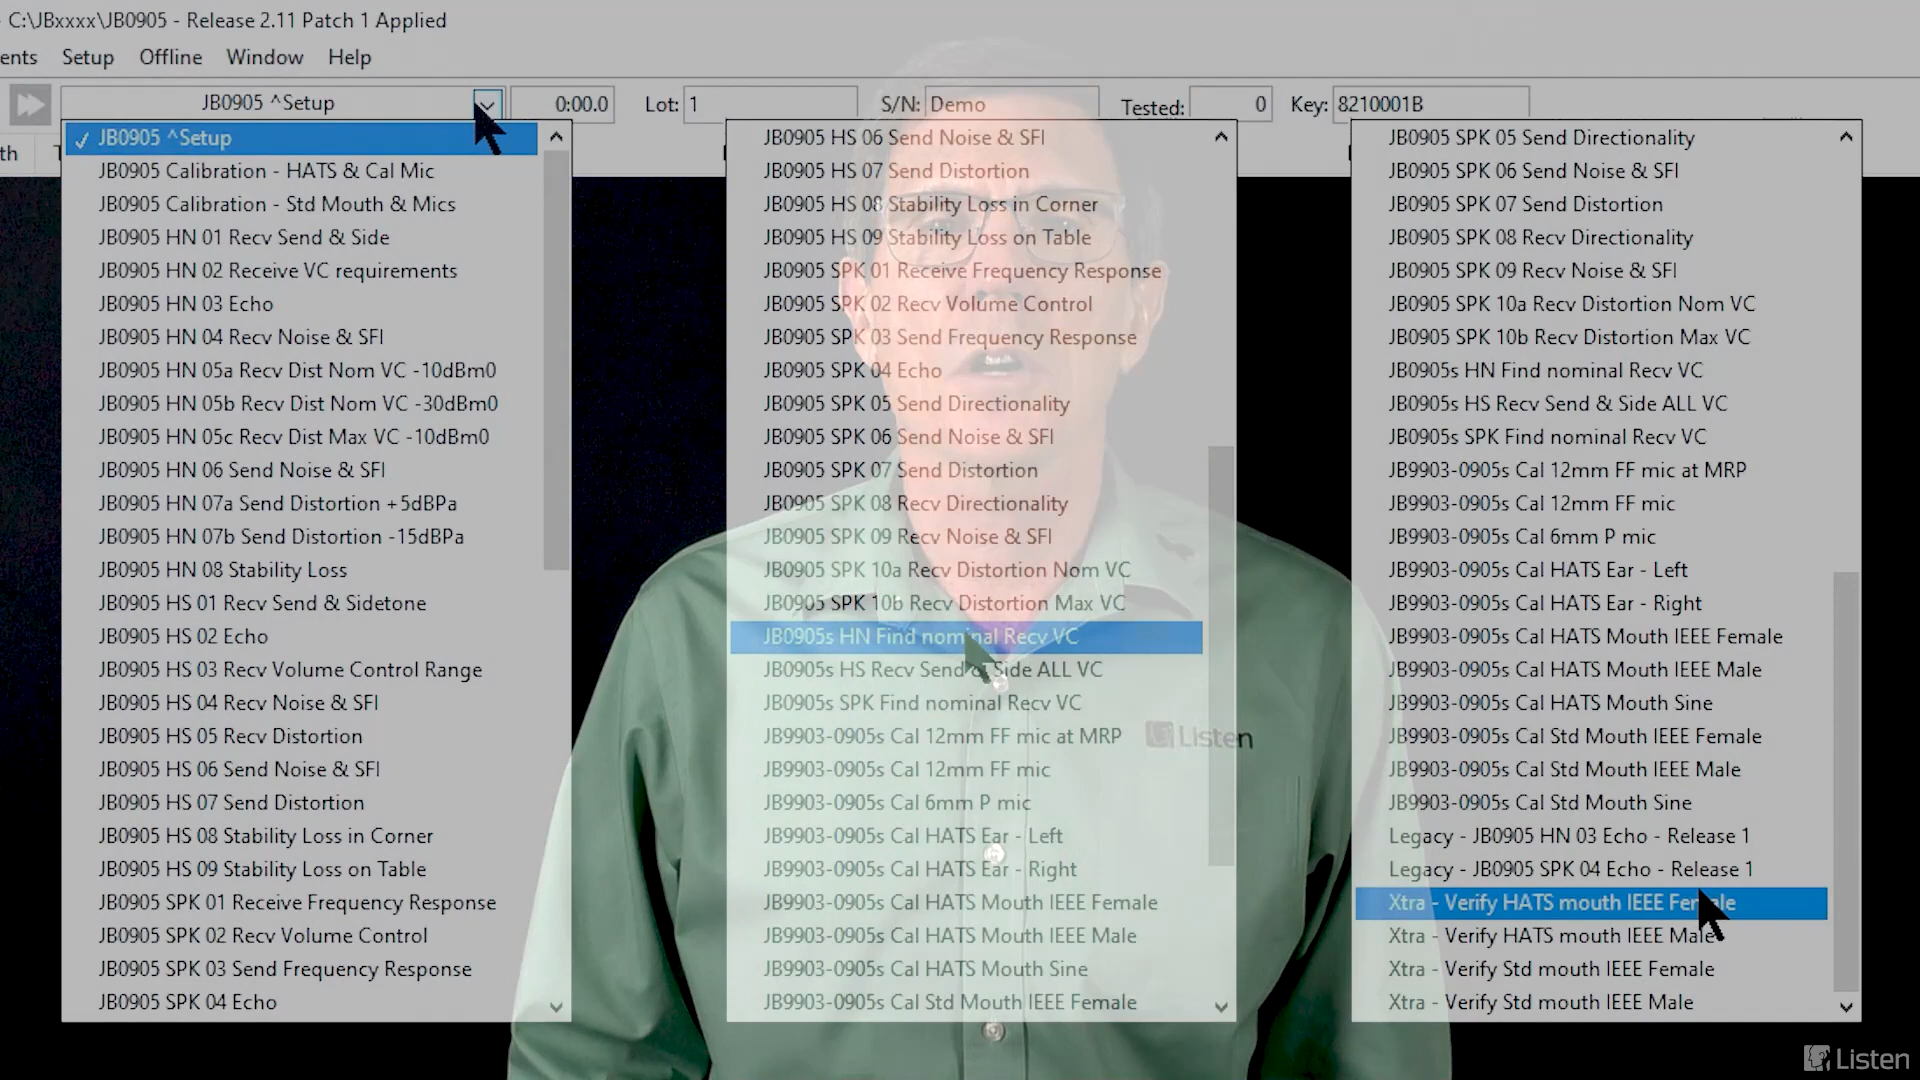 C:\JBxxxx\JB0905 - Release 2.11 Patch 1 Applied
ents Setup Offline Window Help
JB0905 ^Setup 0:00.0 Lot: 1 S/N: Demo Tested: 0 Key: 8210001B
th
✓ JB0905 ^Setup
JB0905 Calibration - HATS & Cal Mic
JB0905 Calibration - Std Mouth & Mics
JB0905 HN 01 Recv Send & Side
JB0905 HN 02 Receive VC requirements
JB0905 HN 03 Echo
JB0905 HN 04 Recv Noise & SFI
JB0905 HN 05a Recv Dist Nom VC -10dBm0
JB0905 HN 05b Recv Dist Nom VC -30dBm0
JB0905 HN 05c Recv Dist Max VC -10dBm0
JB0905 HN 06 Send Noise & SFI
JB0905 HN 07a Send Distortion +5dBPa
JB0905 HN 07b Send Distortion -15dBPa
JB0905 HN 08 Stability Loss
JB0905 HS 01 Recv Send & Sidetone
JB0905 HS 02 Echo
JB0905 HS 03 Recv Volume Control Range
JB0905 HS 04 Recv Noise & SFI
JB0905 HS 05 Recv Distortion
JB0905 HS 06 Send Noise & SFI
JB0905 HS 07 Send Distortion
JB0905 HS 08 Stability Loss in Corner
JB0905 HS 09 Stability Loss on Table
JB0905 SPK 01 Receive Frequency Response
JB0905 SPK 02 Recv Volume Control
JB0905 SPK 03 Send Frequency Response
JB0905 SPK 04 Echo
JB0905 HS 06 Send Noise & SFI
JB0905 HS 07 Send Distortion
JB0905 HS 08 Stability Loss in Corner
JB0905 HS 09 Stability Loss on Table
JB0905 SPK 01 Receive Frequency Response
JB0905 SPK 02 Recv Volume Control
JB0905 SPK 03 Send Frequency Response
JB0905 SPK 04 Echo
JB0905 SPK 05 Send Directionality
JB0905 SPK 06 Send Noise & SFI
JB0905 SPK 07 Send Distortion
JB0905 SPK 08 Recv Directionality
JB0905 SPK 09 Recv Noise & SFI
JB0905 SPK 10a Recv Distortion Nom VC
JB0905 SPK 10b Recv Distortion Max VC
JB0905s HN Find nominal Recv VC
JB0905s HS Recv Send & Side ALL VC
JB0905s SPK Find nominal Recv VC
JB9903-0905s Cal 12mm FF mic at MRP
JB9903-0905s Cal 12mm FF mic
JB9903-0905s Cal 6mm P mic
JB9903-0905s Cal HATS Ear - Left
JB9903-0905s Cal HATS Ear - Right
JB9903-0905s Cal HATS Mouth IEEE Female
JB9903-0905s Cal HATS Mouth IEEE Male
JB9903-0905s Cal HATS Mouth Sine
JB9903-0905s Cal Std Mouth IEEE Female
Listen
JB0905 SPK 05 Send Directionality
JB0905 SPK 06 Send Noise & SFI
JB0905 SPK 07 Send Distortion
JB0905 SPK 08 Recv Directionality
JB0905 SPK 09 Recv Noise & SFI
JB0905 SPK 10a Recv Distortion Nom VC
JB0905 SPK 10b Recv Distortion Max VC
JB0905s HN Find nominal Recv VC
JB0905s HS Recv Send & Side ALL VC
JB0905s SPK Find nominal Recv VC
JB9903-0905s Cal 12mm FF mic at MRP
JB9903-0905s Cal 12mm FF mic
JB9903-0905s Cal 6mm P mic
JB9903-0905s Cal HATS Ear - Left
JB9903-0905s Cal HATS Ear - Right
JB9903-0905s Cal HATS Mouth IEEE Female
JB9903-0905s Cal HATS Mouth IEEE Male
JB9903-0905s Cal HATS Mouth Sine
JB9903-0905s Cal Std Mouth IEEE Female
JB9903-0905s Cal Std Mouth IEEE Male
JB9903-0905s Cal Std Mouth Sine
Legacy - JB0905 HN 03 Echo - Release 1
Legacy - JB0905 SPK 04 Echo - Release 1
Xtra - Verify HATS mouth IEEE Female
Xtra - Verify HATS mouth IEEE Male
Xtra - Verify Std mouth IEEE Female
Xtra - Verify Std mouth IEEE Male
Listen